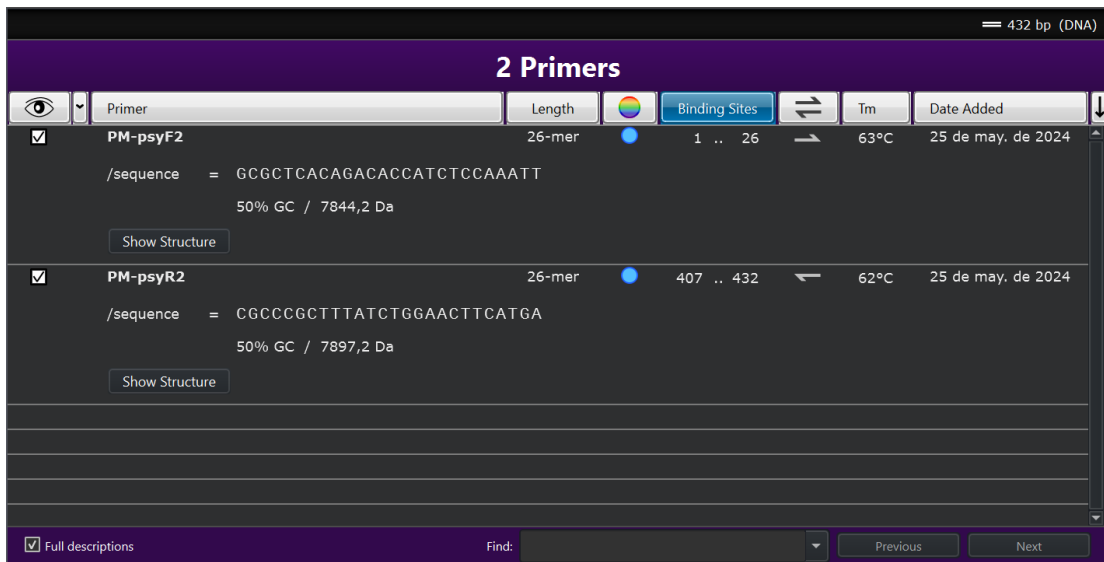 432 bp (DNA)
2 Primers
Primer Length Binding Sites Tm Date Added
PM-psyF2 26-mer 1 .. 26 63°C 25 de may. de 2024
/sequence = GCGCTCACAGACACCATCTCCAAATT
50% GC / 7844,2 Da
Show Structure
PM-psyR2 26-mer 407 .. 432 62°C 25 de may. de 2024
/sequence = CGCCCGCTTTATCTGGAACTTCATGA
50% GC / 7897,2 Da
Show Structure
Full descriptions Find: Previous Next